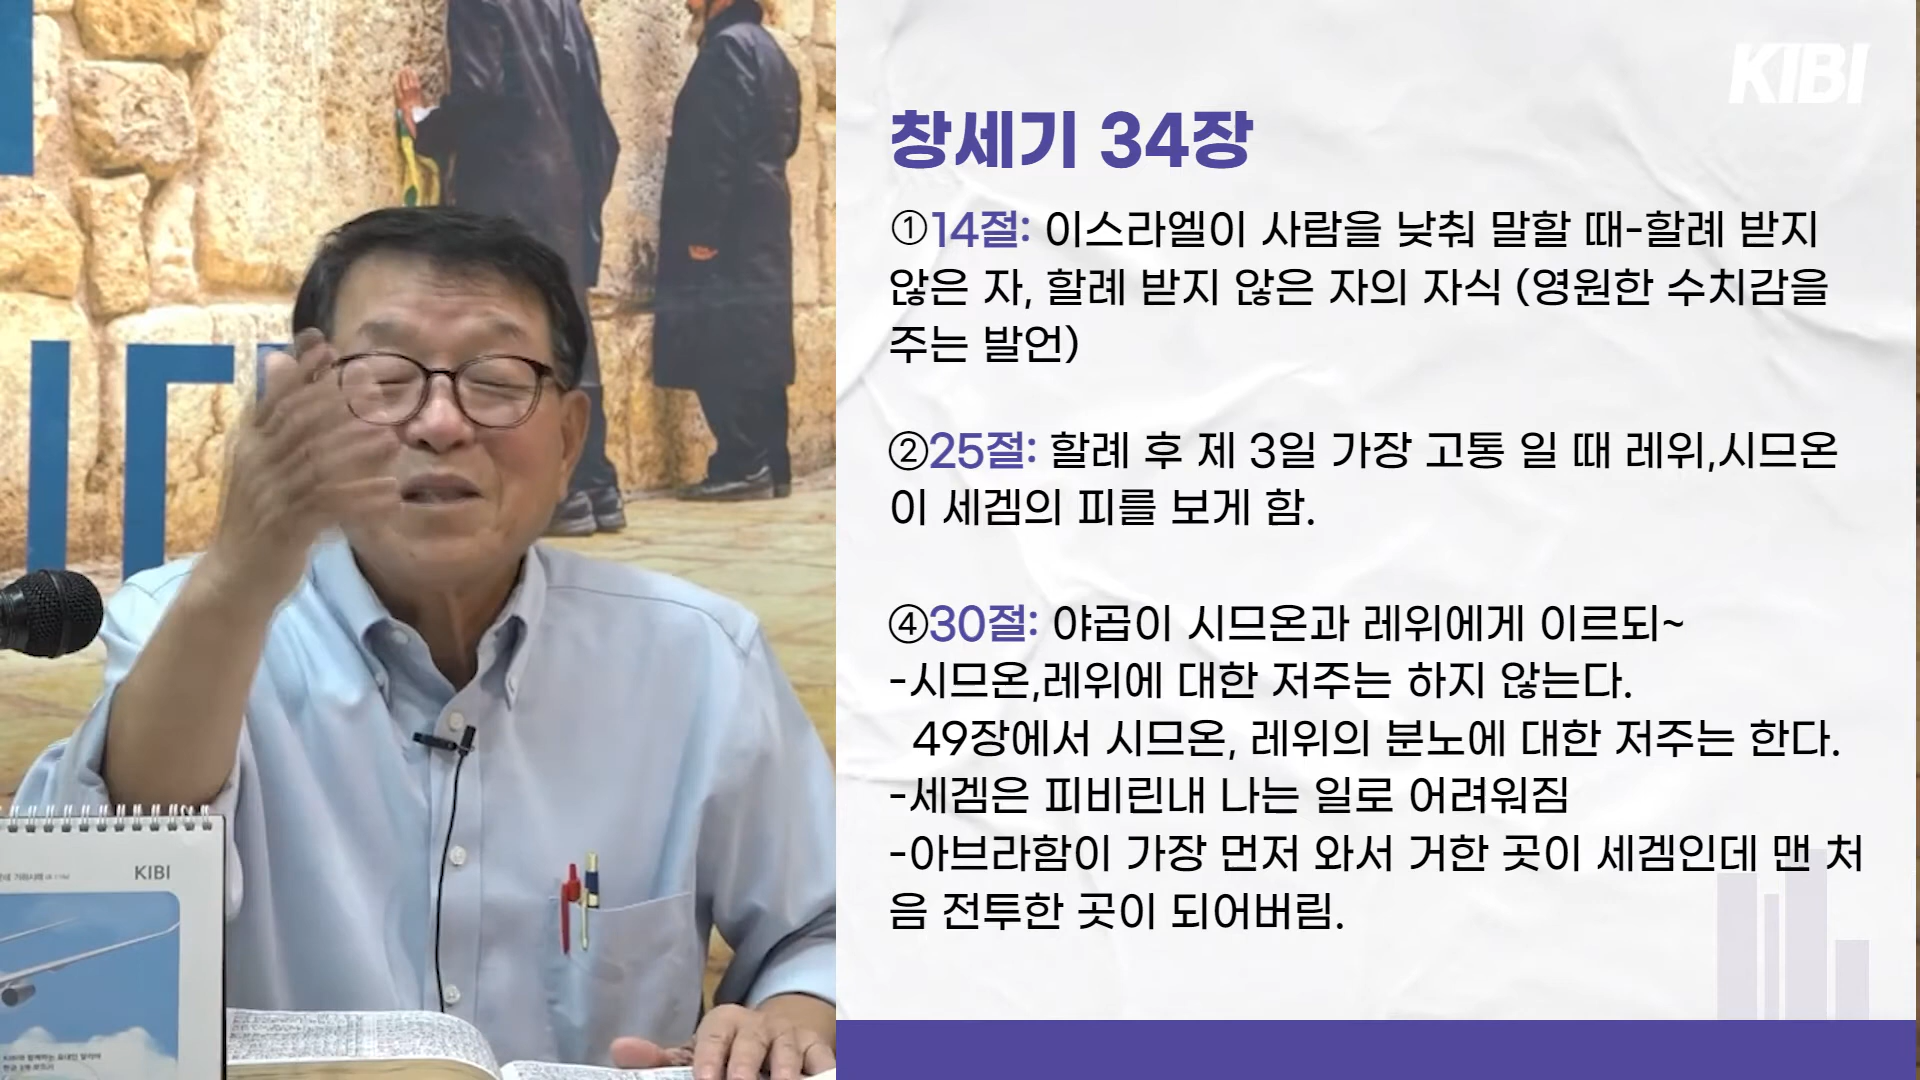 KIBI
창세기 34장
①14절: 이스라엘이 사람을 낮춰 말할 때-할례 받지
않은 자, 할례 받지 않은 자의 자식 (영원한 수치감을
주는 발언)
②25절: 할례 후 제 3일 가장 고통 일 때 레위,시므온
이 세겜의 피를 보게 함.
④30절: 야곱이 시므온과 레위에게 이르되~
-시므온,레위에 대한 저주는 하지 않는다.
49장에서 시므온, 레위의 분노에 대한 저주는 한다.
-세겜은 피비린내 나는 일로 어려워짐
-아브라함이 가장 먼저 와서 거한 곳이 세겜인데 맨 처
음 전투한 곳이 되어버림.
KIBI